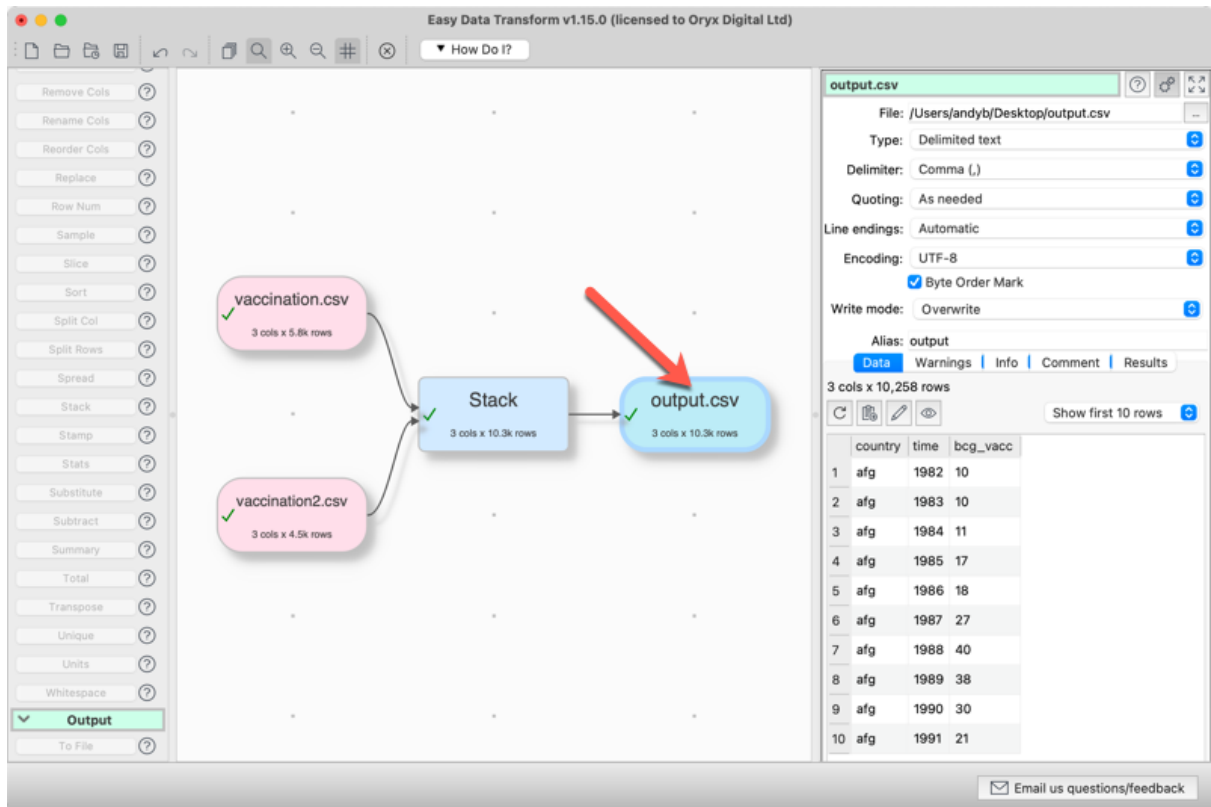 Easy Data Transform v1.15.0 (licensed to Oryx Digital Ltd)
▼ How Do I?
Remove Cols
Rename Cols
Reorder Cols
Replace
Row Num
Sample
Slice
Sort
Split Col
Split Rows
Spread
Stack
Stamp
Stats
Substitute
Subtract
Summary
Total
Transpose
Unique
Units
Whitespace
Output
To File
vaccination.csv
3 cols x 5.8k rows
Stack
3 cols x 10.3k rows
output.csv
3 cols x 10.3k rows
vaccination2.csv
3 cols x 4.5k rows
output.csv
File: /Users/andyb/Desktop/output.csv ...
Type: Delimited text
Delimiter: Comma (,)
Quoting: As needed
Line endings: Automatic
Encoding: UTF-8
Byte Order Mark
Write mode: Overwrite
Alias: output
Data Warnings Info Comment Results
3 cols x 10,258 rows
Show first 10 rows
country time bcg_vacc
1 afg 1982 10
2 afg 1983 10
3 afg 1984 11
4 afg 1985 17
5 afg 1986 18
6 afg 1987 27
7 afg 1988 40
8 afg 1989 38
9 afg 1990 30
10 afg 1991 21
Email us questions/feedback